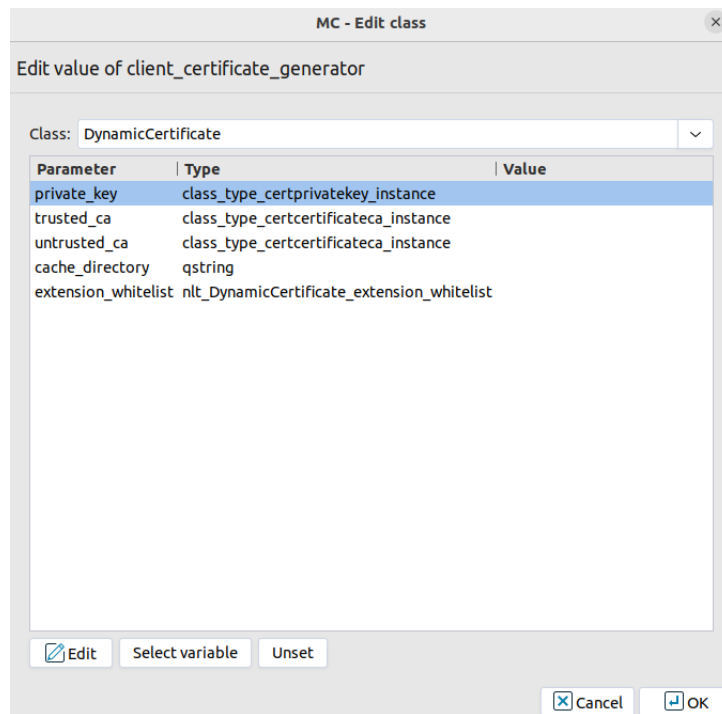 MC - Edit class
Edit value of client_certificate_generator
Class: DynamicCertificate
Parameter Type Value
private_key class_type_certprivatekey_instance
trusted_ca class_type_certcertificateca_instance
untrusted_ca class_type_certcertificateca_instance
cache_directory qstring
extension_whitelist nlt_DynamicCertificate_extension_whitelist
Edit Select variable Unset
Cancel OK